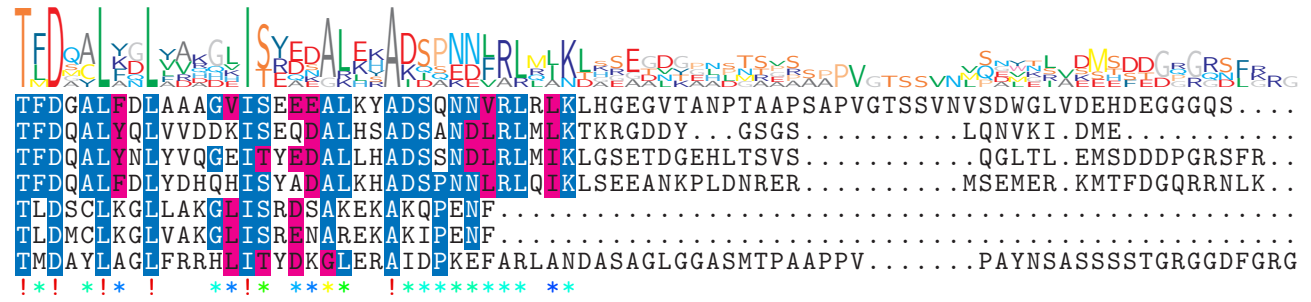 TFDGALFDLAAAGVISEEEALKYADSQNNVRLRLKLHGEGVTANPTAAPSAPVGTSSVNVSDWGLVDEHDEGGGQS....
TFDQALYQLVVDDKISEQDALHSADSANDLRLMLKTKRGDDY...GSGS..........LQNVKI.DME...........
TFDQALYNLYVQGEITYEDALLHADSSNDLRLMIKLGSETDGEHLTSVS...........QGLTL.EMSDDDPGRSFR..
TFDQALFDLYDHQHISYADALKHADSPNNLRLQIKLSEEANKPLDNRER..........MSEMER.KMTFDGQRRNLK..
TLDSCLKGLLAKGLISRDSAKEKAKQPENF..................................................
TLDMCLKGLVAKGLISRENAREKAKIPENF..................................................
TMDAYLAGLFRRHLITYDKGLERAIDPKEFARLANDASAGLGGASMTPAAPPV.......PAYNSASSSSTGRGGDFGRG
!*! *!* ! **!* ****  !******** **